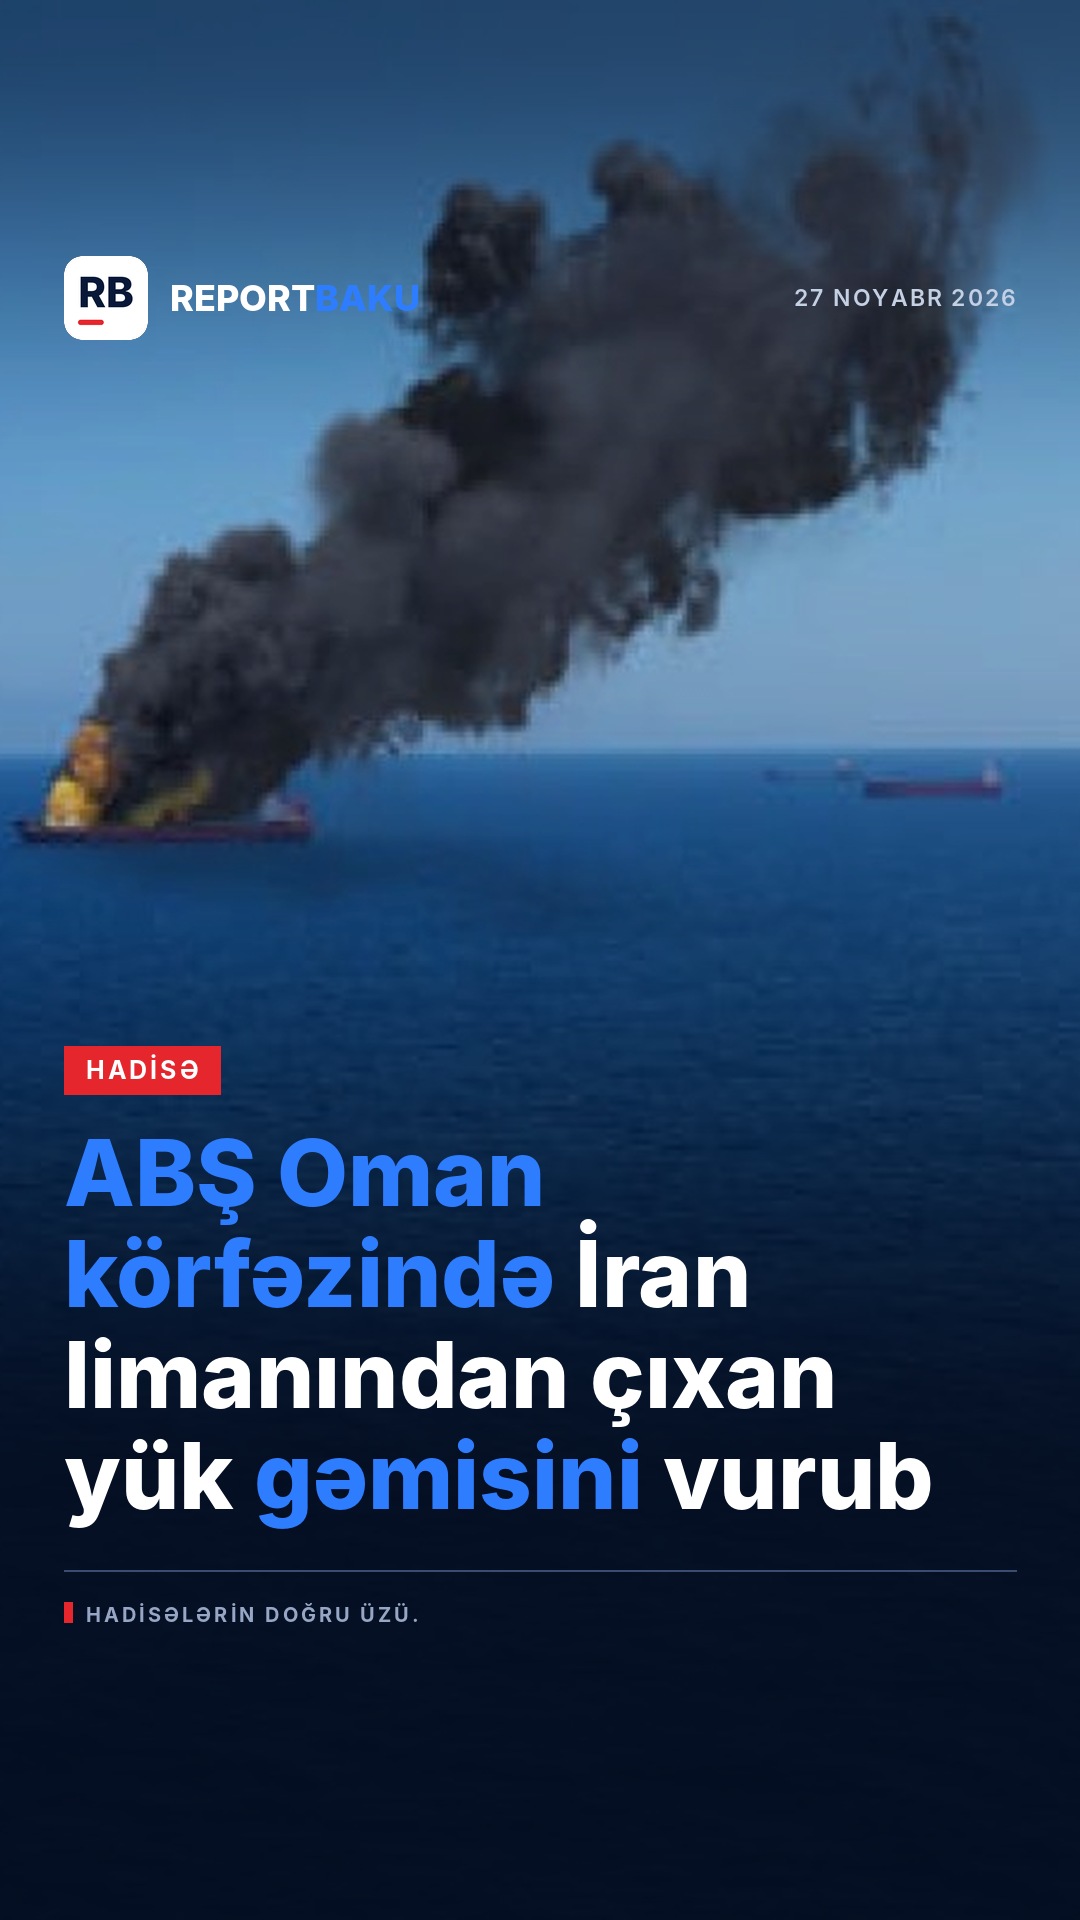 RB
REPORTBAKU
27 NOYABR 2026
HADİSƏ
ABŞ Oman
körfəzində İran
limanından çıxan
yük gəmisini vurub
HADİSƏLƏRİN DOĞRU ÜZÜ.